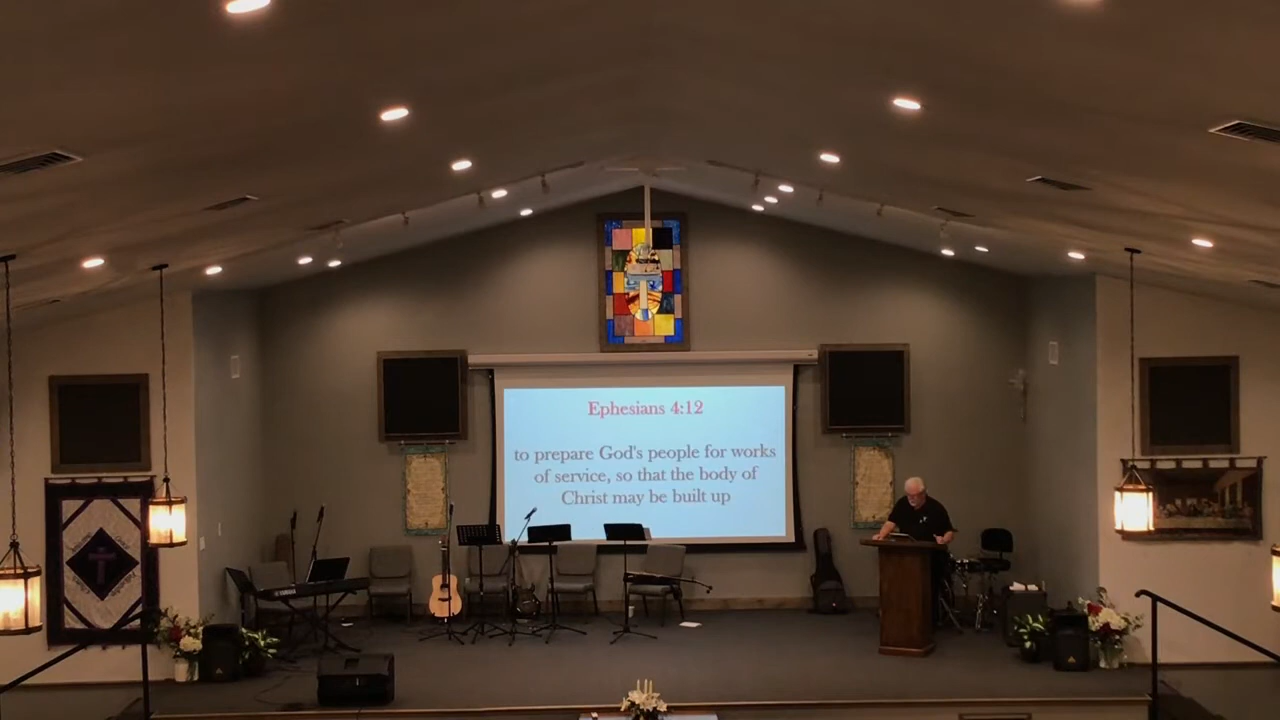 Ephesians 4:12
to prepare God's people for works
of service, so that the body of
Christ may be built up